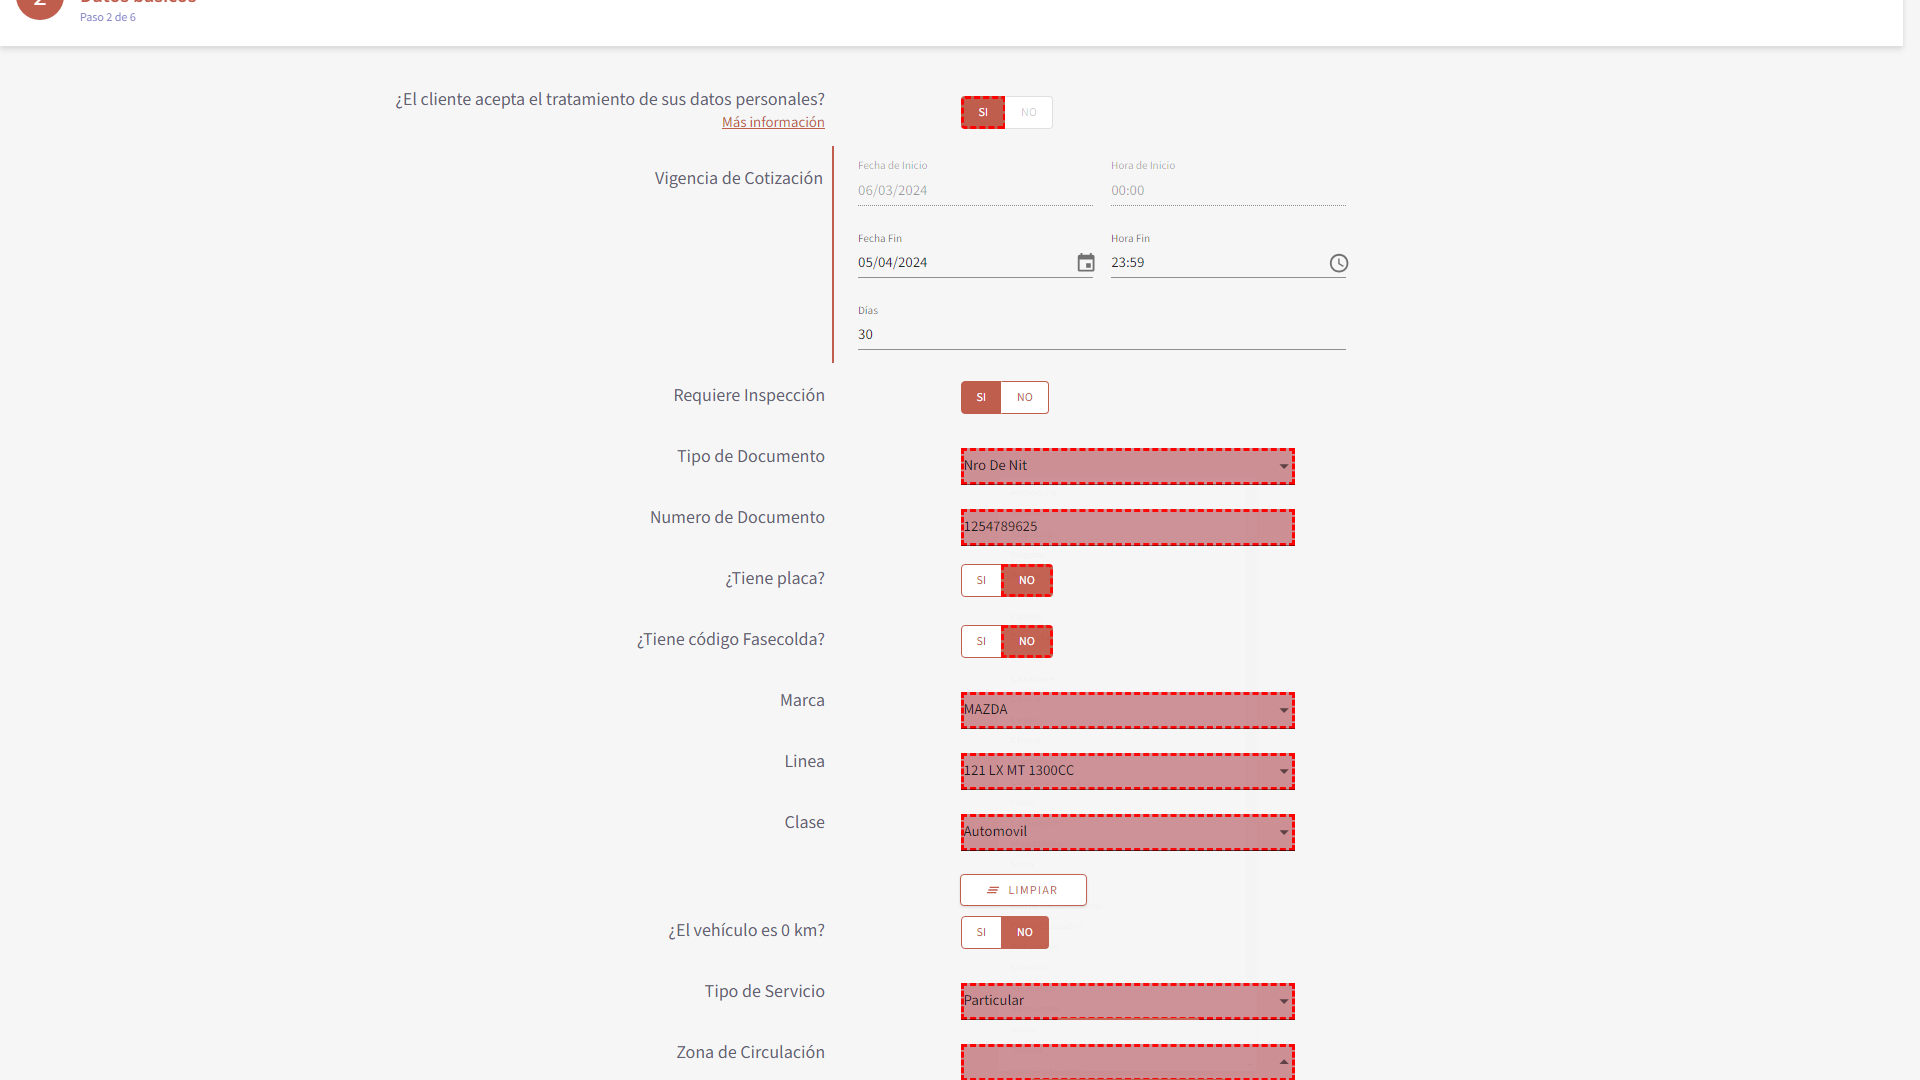 2
Datos básicos
Paso 2 de 6
¿El cliente acepta el tratamiento de sus datos personales?
Más información
SI
NO
Vigencia de Cotización
Fecha de Inicio
Hora de Inicio
06/03/2024
00:00
Fecha Fin
Hora Fin
05/04/2024
23:59
Días
30
Requiere Inspección
SI
NO
Tipo de Documento
Nro De Nit
Numero de Documento
1254789625
¿Tiene placa?
SI
NO
¿Tiene código Fasecolda?
SI
NO
Marca
MAZDA
Linea
121 LX MT 1300CC
Clase
Automovil
LIMPIAR
¿El vehículo es 0 km?
SI
NO
Tipo de Servicio
Particular
Zona de Circulación